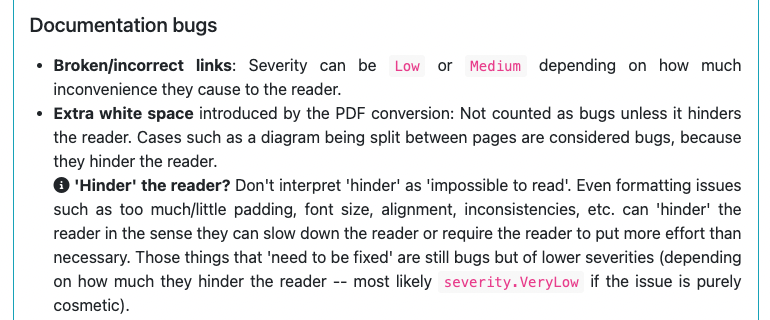 Documentation bugs
• Broken/incorrect links: Severity can be Low or Medium depending on how much
inconvenience they cause to the reader.
• Extra white space introduced by the PDF conversion: Not counted as bugs unless it hinders
the reader. Cases such as a diagram being split between pages are considered bugs, because
they hinder the reader.
'Hinder' the reader? Don't interpret 'hinder' as 'impossible to read'. Even formatting issues
such as too much/little padding, font size, alignment, inconsistencies, etc. can 'hinder' the
reader in the sense they can slow down the reader or require the reader to put more effort than
necessary. Those things that 'need to be fixed' are still bugs but of lower severities (depending
on how much they hinder the reader -- most likely severity.VeryLow if the issue is purely
cosmetic).